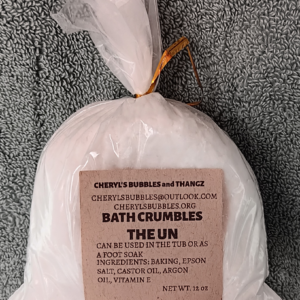 CHERYL'S BUBBLES and THANGZ
CHERYLSBUBBLES@OUTLOOK.COM
CHERYLSBUBBLES.ORG
BATH CRUMBLES
THE UN
CAN BE USED IN THE TUB OR AS
A FOOT SOAK
INGREDIENTS: BAKING, EPSON
SALT, CASTOR OIL, ARGON
OIL, VITAMIN E
NET WT. 12 OZ